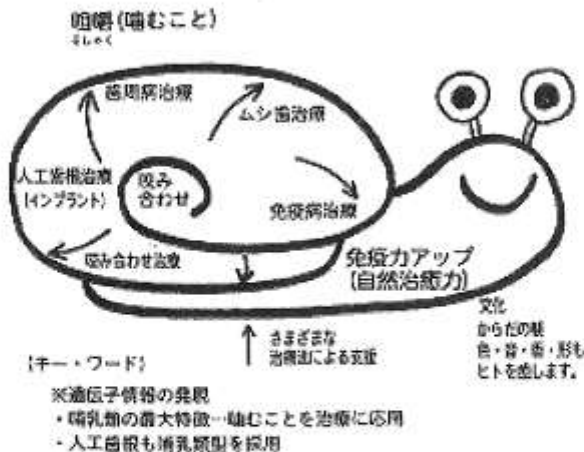 咀嚼(噛むこと)
そしゃく
歯周病治療
ムシ歯治療
人工歯根治療
(インプラント)
咬み
合わせ
免疫病治療
咬み合わせ治療
免疫力アップ
(自然治癒力)
さまざまな
治療法による支援
文化
からだの
色・音・香・形も
ヒトを癒します。
(キー・ワード)
※遺伝子情報の発現
・哺乳類の最大特徴…噛むことを治療に応用
・人工歯根も哺乳類型を採用